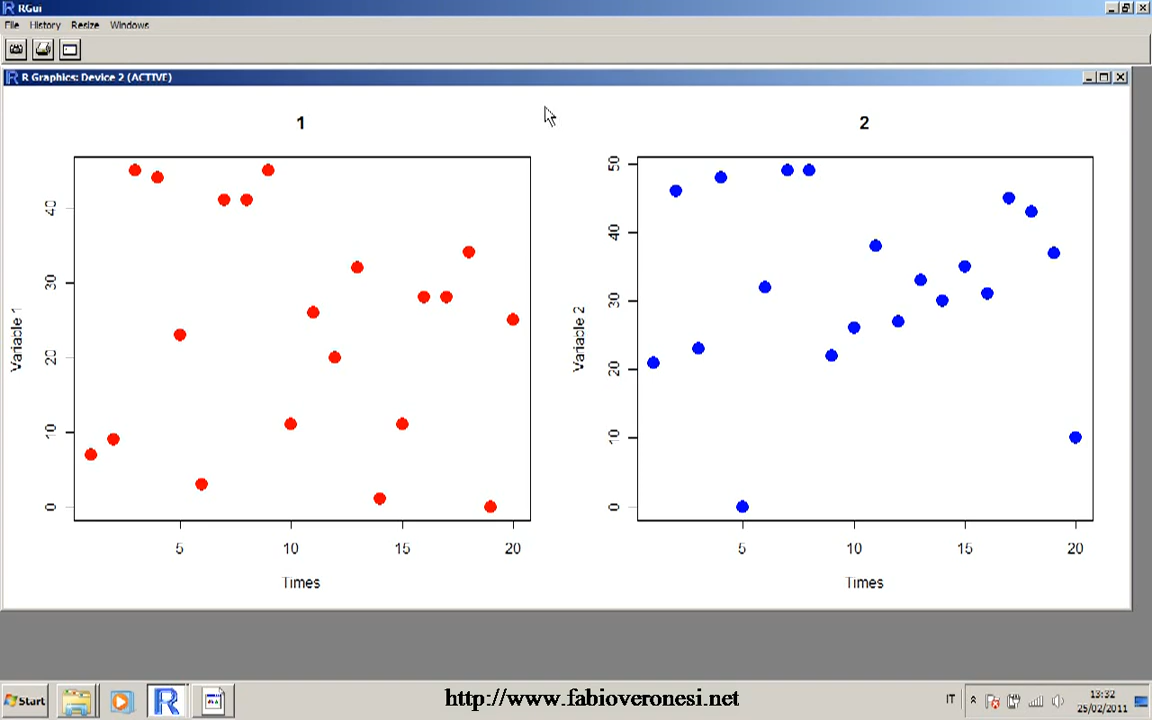 RGui
File History Resize Windows
R Graphics: Device 2 (ACTIVE)
1
2
Variable 1
0 10 20 30 40
5 10 15 20
Times
Variable 2
0 10 20 30 40 50
5 10 15 20
Times
Start
http://www.fabioveronesi.net
IT
13:32
25/02/2011